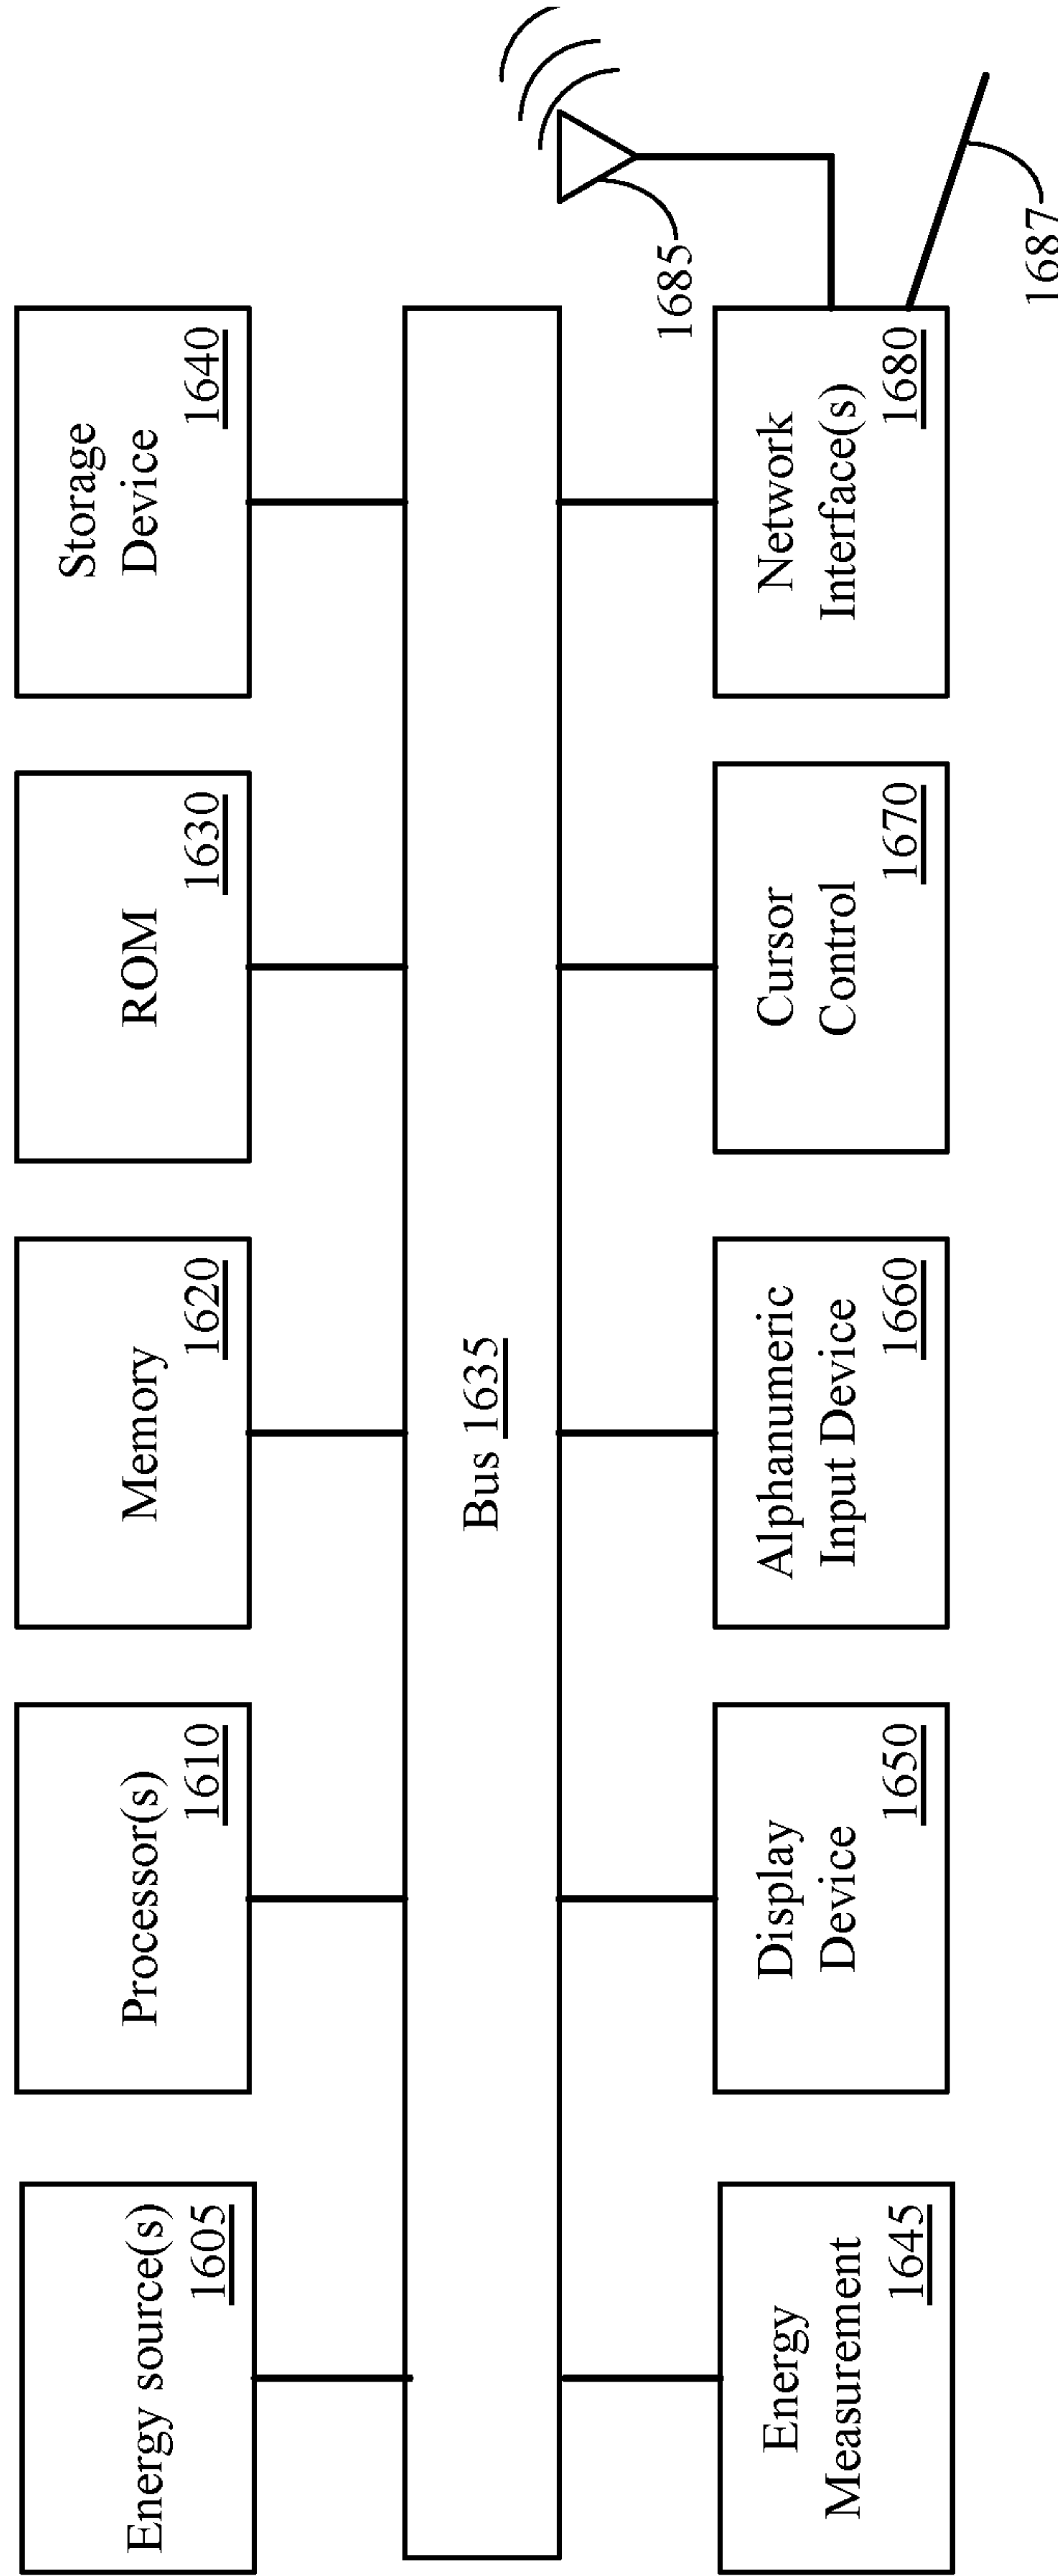 Energy source(s)
1605
Processor(s)
1610
Memory
1620
ROM
1630
Storage
Device
1640
Bus 1635
Energy
Measurement
1645
Display
Device
1650
Alphanumeric
Input Device
1660
Cursor
Control
1670
Network
Interface(s)
1680
1685
1687